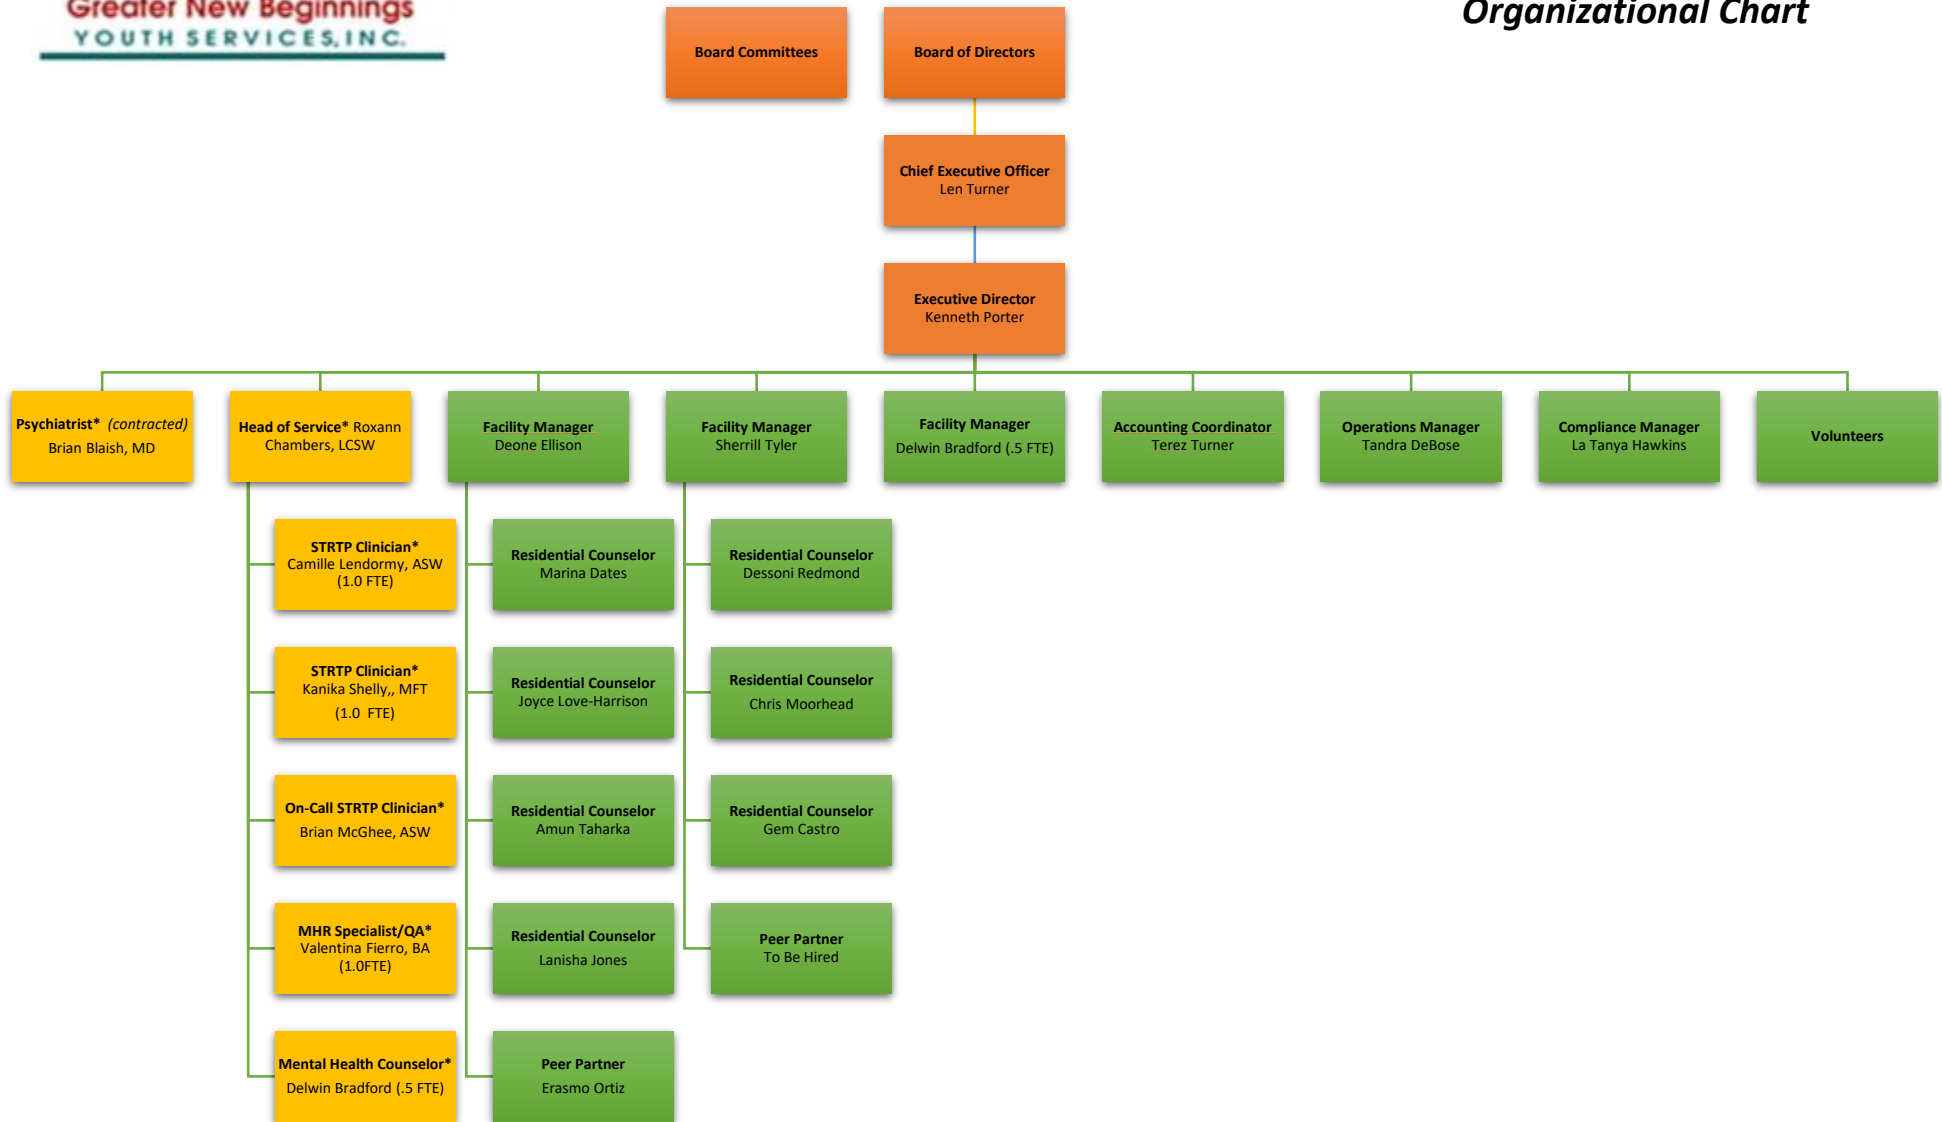 Greater New Beginnings
YOUTH SERVICES, INC.
Organizational Chart
Board Committees
Board of Directors
Chief Executive Officer
Len Turner
Executive Director
Kenneth Porter
Psychiatrist* (contracted)
Brian Blaish, MD
Head of Service* Roxann
Chambers, LCSW
Facility Manager
Deone Ellison
Facility Manager
Sherrill Tyler
Facility Manager
Delwin Bradford (.5 FTE)
Accounting Coordinator
Terez Turner
Operations Manager
Tandra DeBose
Compliance Manager
La Tanya Hawkins
Volunteers
STRTP Clinician*
Camille Lendormy, ASW
(1.0 FTE)
STRTP Clinician*
Kanika Shelly,, MFT
(1.0  FTE)
On-Call STRTP Clinician*
Brian McGhee, ASW
MHR Specialist/QA*
Valentina Fierro, BA
(1.0FTE)
Mental Health Counselor*
Delwin Bradford (.5 FTE)
Residential Counselor
Marina Dates
Residential Counselor
Joyce Love-Harrison
Residential Counselor
Amun Taharka
Residential Counselor
Lanisha Jones
Peer Partner
Erasmo Ortiz
Residential Counselor
Dessoni Redmond
Residential Counselor
Chris Moorhead
Residential Counselor
Gem Castro
Peer Partner
To Be Hired